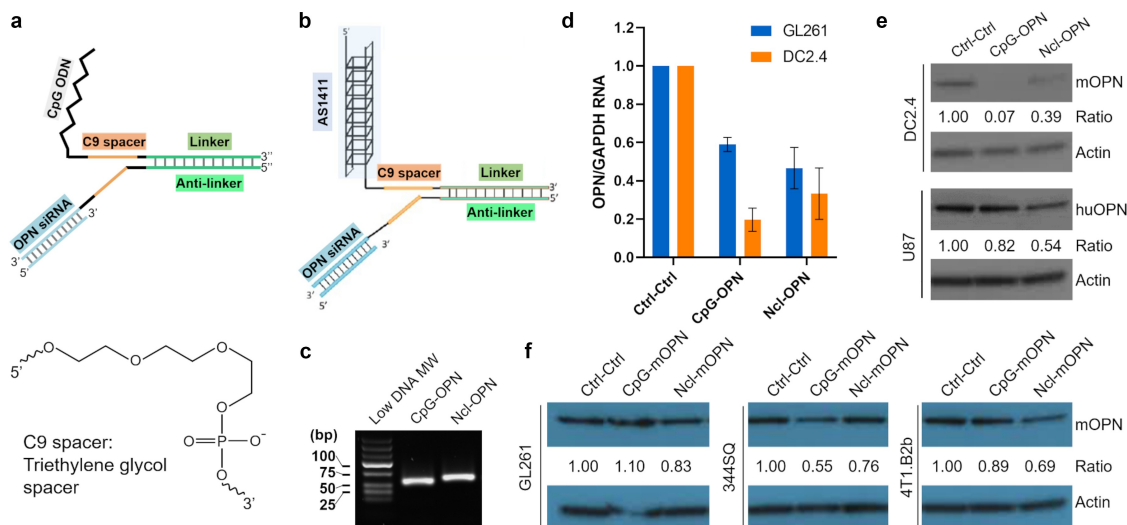 a
CpG ODN
C9 spacer
Linker
3’’
5’’
Anti-linker
3’
OPN siRNA
3’
5’
5’
O
O
O
O
O
P
O⁻
O
3’
C9 spacer:
Triethylene glycol
spacer
b
5’
AS1411
C9 spacer
Linker
3’
5’
Anti-linker
3’
OPN siRNA
3’
5’
c
Low DNA MW
CpG-OPN
Ncl-OPN
(bp)
100
75
50
25
d
GL261
DC2.4
OPN/GAPDH RNA
1.0
0.8
0.6
0.4
0.2
0.0
Ctrl-Ctrl
CpG-OPN
Ncl-OPN
e
Ctrl-Ctrl
CpG-OPN
Ncl-OPN
DC2.4
mOPN
1.00 0.07 0.39 Ratio
Actin
U87
huOPN
1.00 0.82 0.54 Ratio
Actin
f
Ctrl-Ctrl
CpG-mOPN
Ncl-mOPN
GL261
1.00 1.10 0.83
Ctrl-Ctrl
CpG-mOPN
Ncl-mOPN
344SQ
1.00 0.55 0.76
Ctrl-Ctrl
CpG-mOPN
Ncl-mOPN
4T1.B2b
mOPN
1.00 0.89 0.69 Ratio
Actin